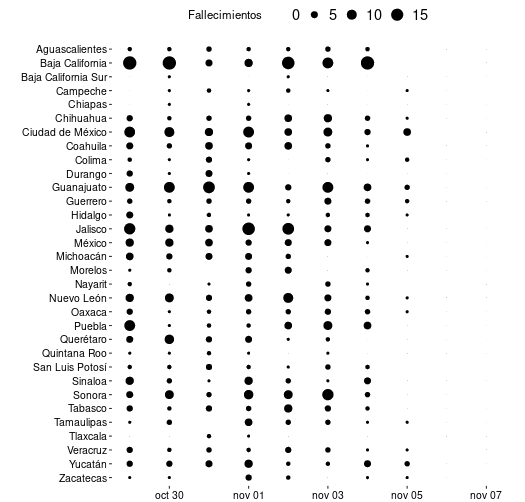 Fallecimientos 0 5 10 15
Aguascalientes
Baja California
Baja California Sur
Campeche
Chiapas
Chihuahua
Ciudad de México
Coahuila
Colima
Durango
Guanajuato
Guerrero
Hidalgo
Jalisco
México
Michoacán
Morelos
Nayarit
Nuevo León
Oaxaca
Puebla
Querétaro
Quintana Roo
San Luis Potosí
Sinaloa
Sonora
Tabasco
Tamaulipas
Tlaxcala
Veracruz
Yucatán
Zacatecas
oct 30 nov 01 nov 03 nov 05 nov 07